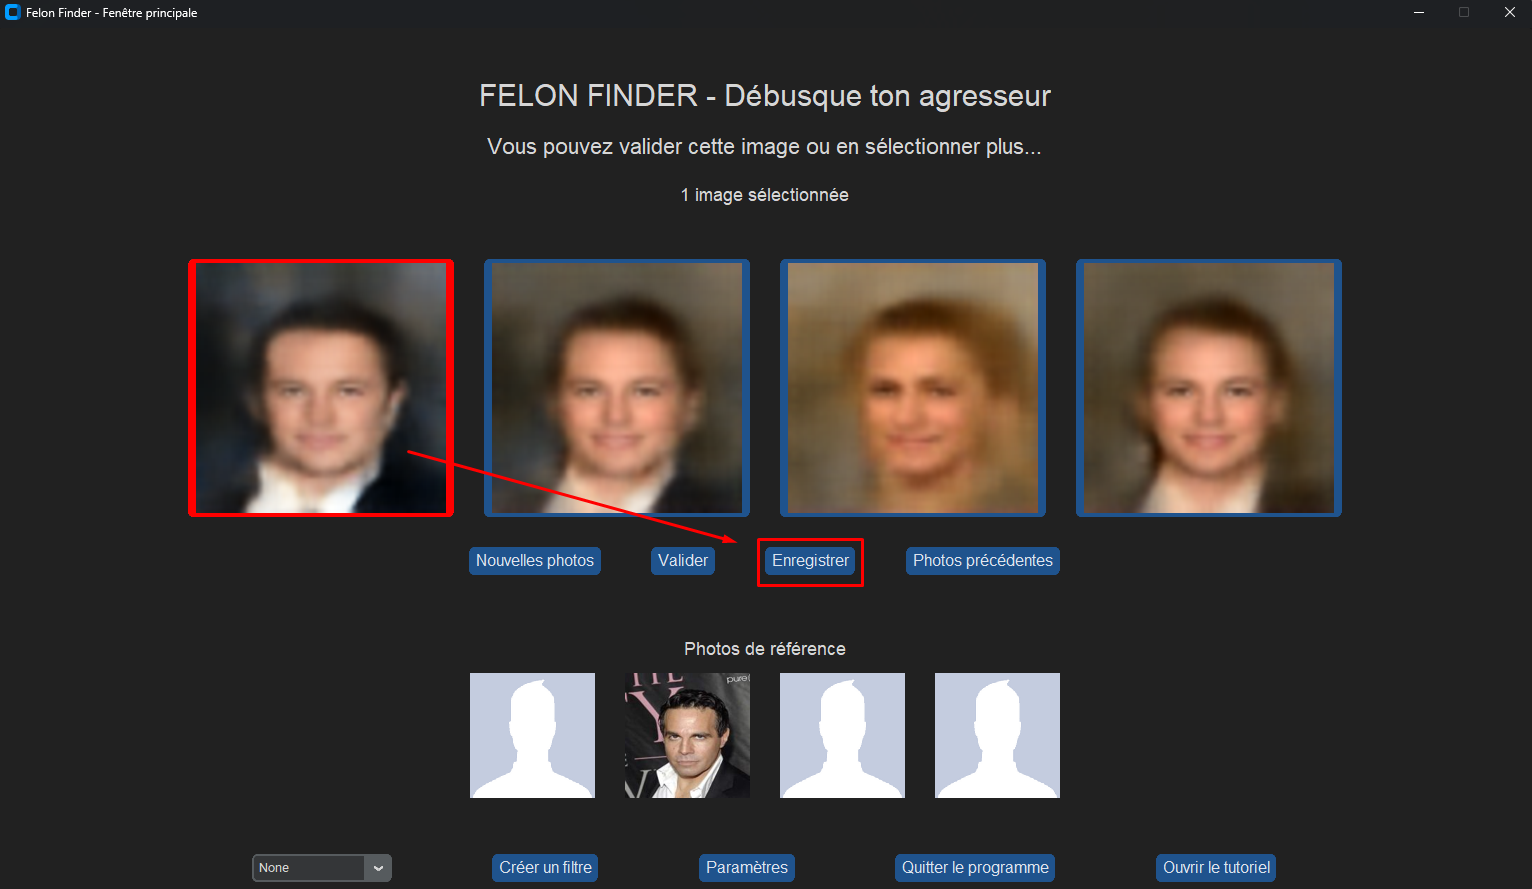 Felon Finder - Fenêtre principale
FELON FINDER - Débusque ton agresseur
Vous pouvez valider cette image ou en sélectionner plus...
1 image sélectionnée
Nouvelles photos
Valider
Enregistrer
Photos précédentes
Photos de référence
None
Créer un filtre
Paramètres
Quitter le programme
Ouvrir le tutoriel